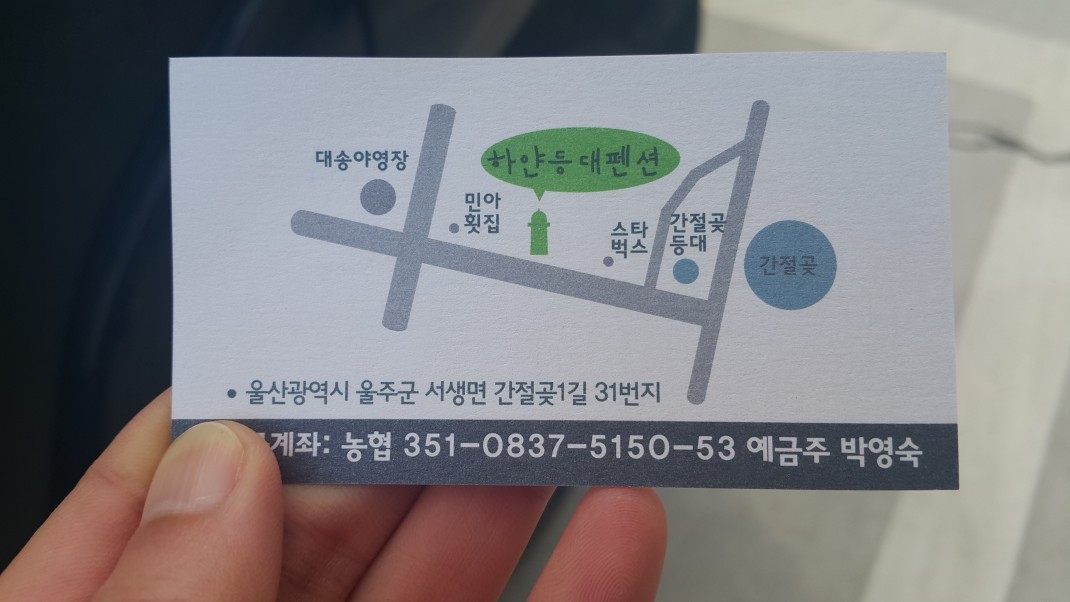 대송야영장
하얀등대펜션
민아
횟집
스타
벅스
간절곶
등대
간절곶
• 울산광역시 울주군 서생면 간절곶1길 31번지
계좌: 농협 351-0837-5150-53 예금주 박영숙